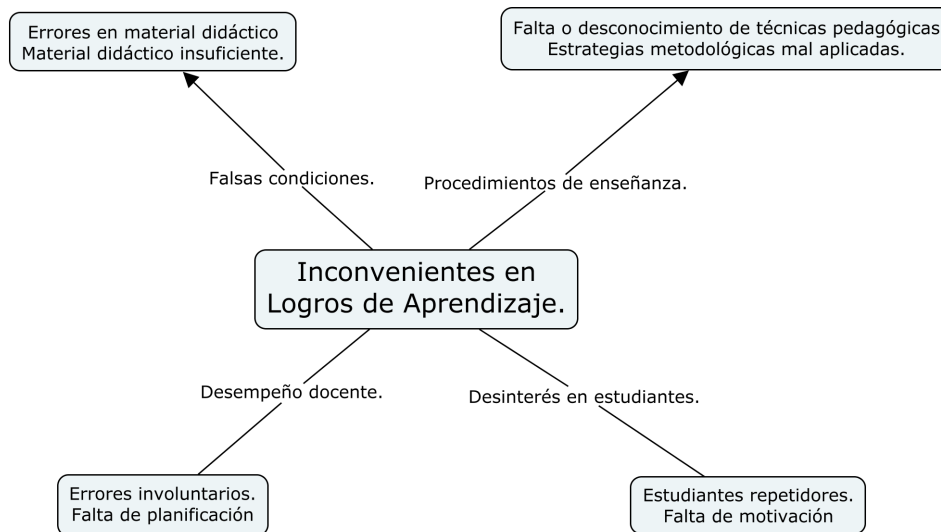 Errores en material didáctico
Material didáctico insuficiente.
Falta o desconocimiento de técnicas pedagógicas
Estrategias metodológicas mal aplicadas.
Falsas condiciones.
Procedimientos de enseñanza.
Inconvenientes en
Logros de Aprendizaje.
Desempeño docente.
Desinterés en estudiantes.
Errores involuntarios.
Falta de planificación
Estudiantes repetidores.
Falta de motivación